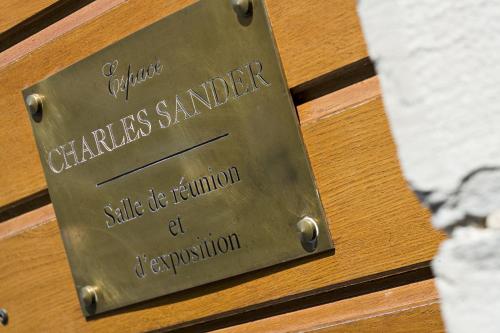 Espace
CHARLES SANDER
Salle de réunion
et
d'exposition